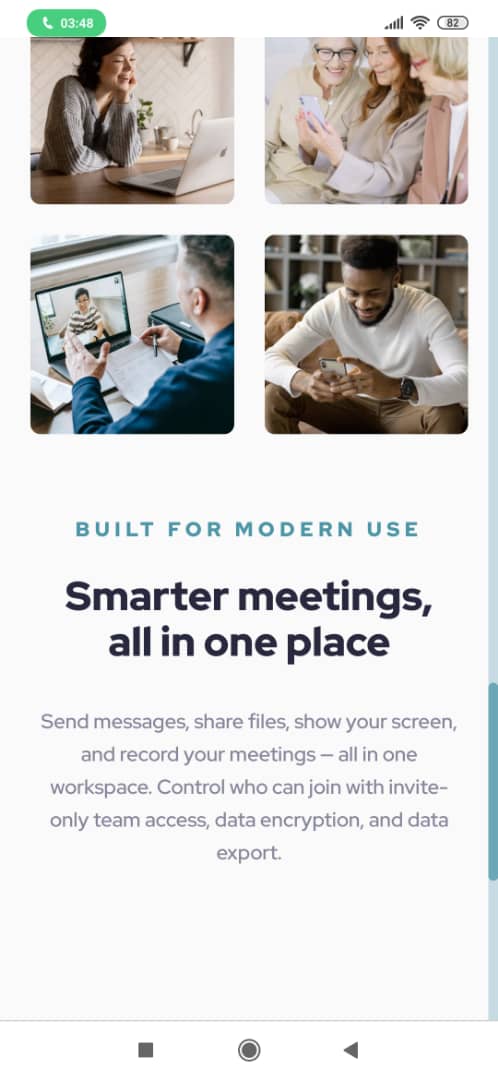 03:48
82
BUILT FOR MODERN USE
Smarter meetings,
all in one place
Send messages, share files, show your screen,
and record your meetings — all in one
workspace. Control who can join with invite-
only team access, data encryption, and data
export.